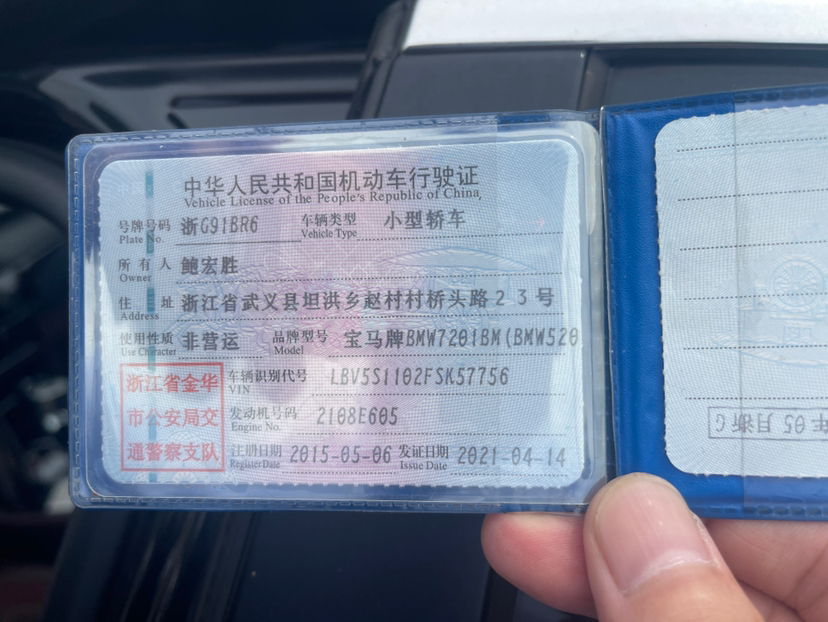 中华人民共和国机动车行驶证
Vehicle License of the People's Republic of China
号牌号码 浙G91BR6 车辆类型 小型轿车
Plate No. Vehicle Type
所有人 鲍宏胜
Owner
住址 浙江省武义县坦洪乡赵村村桥头路23号
Address
使用性质 非营运 品牌型号 宝马牌BMW7201BM(BMW520
Use Character Model
浙江省金华
市公安局交
通警察支队
车辆识别代号 LBV5S1102FSK57756
VIN
发动机号码 2108E605
Engine No.
注册日期 2015-05-06 发证日期 2021-04-14
Register Date Issue Date
年05月浙G